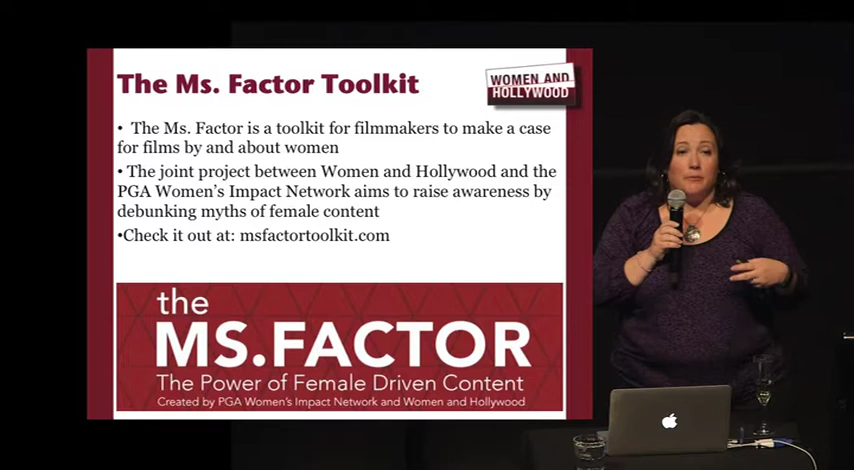 The Ms. Factor Toolkit
WOMEN AND
HOLLYWOOD
• The Ms. Factor is a toolkit for filmmakers to make a case
for films by and about women
•The joint project between Women and Hollywood and the
PGA Women's Impact Network aims to raise awareness by
debunking myths of female content
•Check it out at: msfactortoolkit.com
the
MS.FACTOR
The Power of Female Driven Content
Created by PGA Women's Impact Network and Women and Hollywood